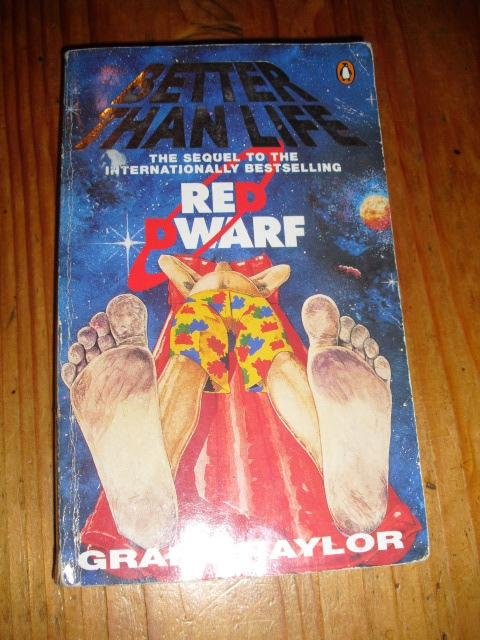 BETTER
THAN LIFE
THE SEQUEL TO THE
INTERNATIONALLY BESTSELLING
RED
DWARF